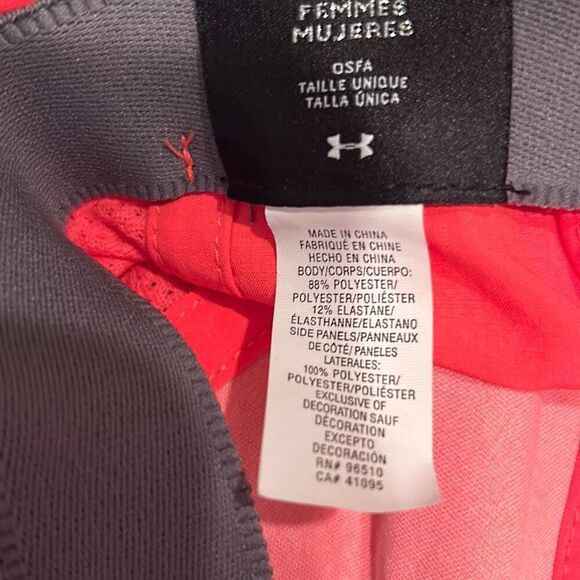 FEMMES
MUJERES
OSFA
TAILLE UNIQUE
TALLA ÚNICA
MADE IN CHINA
FABRIQUÉ EN CHINE
HECHO EN CHINA
BODY/CORPS/CUERPO:
88% POLYESTER/
POLYESTER/POLIÉSTER
12% ELASTANE/
ÉLASTHANNE/ELASTANO
SIDE PANELS/PANNEAUX
DE CÔTÉ/PANELES
LATERALES:
100% POLYESTER/
POLYESTER/POLIÉSTER
EXCLUSIVE OF
DECORATION SAUF
DÉCORATION
EXCEPTO
DECORACIÓN
RN# 96510
CA# 41095